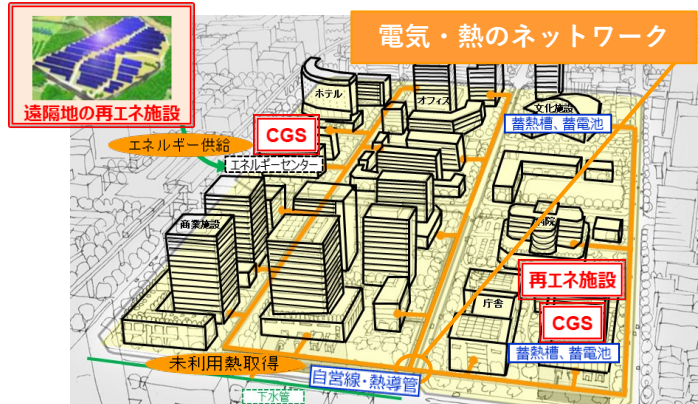 電気・熱のネットワーク
遠隔地の再エネ施設
ホテル
オフィス
文化施設
CGS
蓄熱槽、蓄電池
エネルギー供給
エネルギーセンター
商業施設
病院
再エネ施設
庁舎
CGS
蓄熱槽、蓄電池
未利用熱取得
自営線・熱導管
下水管